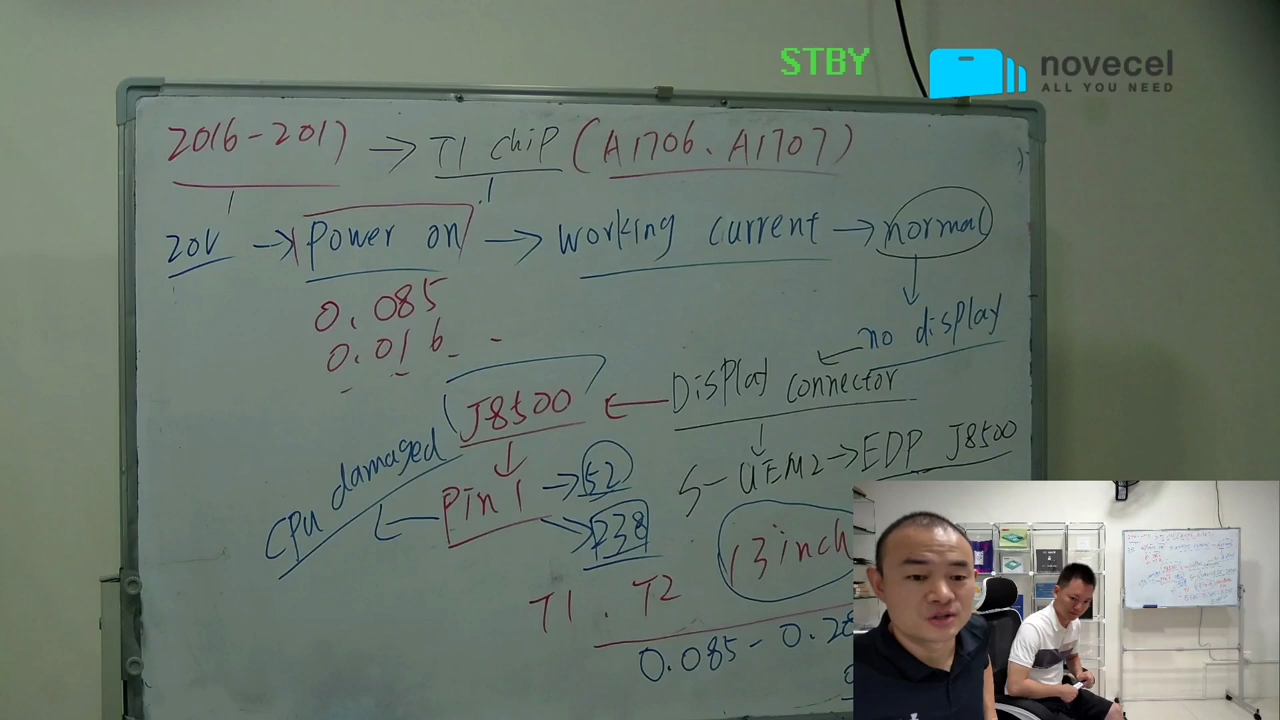 STBY
novecel
ALL YOU NEED
2016-2017 → T1 chip (A1706、A1707)
20V → Power on → working current → normal
0.085
0.016
no display
Display connector
J8500
S-UEM2 → EDP J8500
CPU damaged
Pin 1 → 52
13 inch
T1 . T2
0.085-0.28